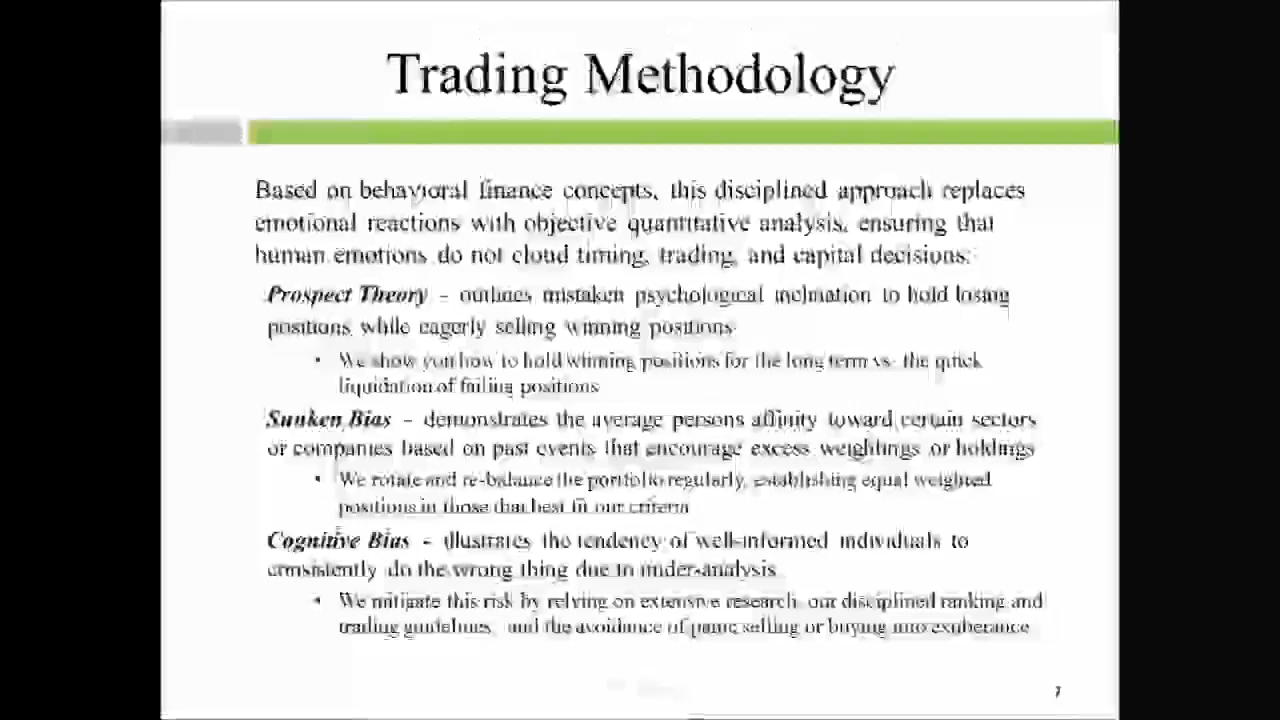 Trading Methodology
Based on behavioral finance concepts, this disciplined approach replaces
emotional reactions with objective quantitative analysis, ensuring that
human emotions do not cloud timing, trading, and capital decisions:
Prospect Theory – outlines mistaken psychological inclination to hold losing
positions while eagerly selling winning positions
• We show you how to hold winning positions for the long term vs. the quick
liquidation of failing positions
Sunken Bias – demonstrates the average persons affinity toward certain sectors
or companies based on past events that encourage excess weightings or holdings
• We rotate and re-balance the portfolio regularly, establishing equal weighted
positions in those that best fit our criteria
Cognitive Bias – illustrates the tendency of well-informed individuals to
consistently do the wrong thing due to under-analysis
• We mitigate this risk by relying on extensive research, our disciplined ranking and
trading guidelines, and the avoidance of panic selling or buying into exuberance
7